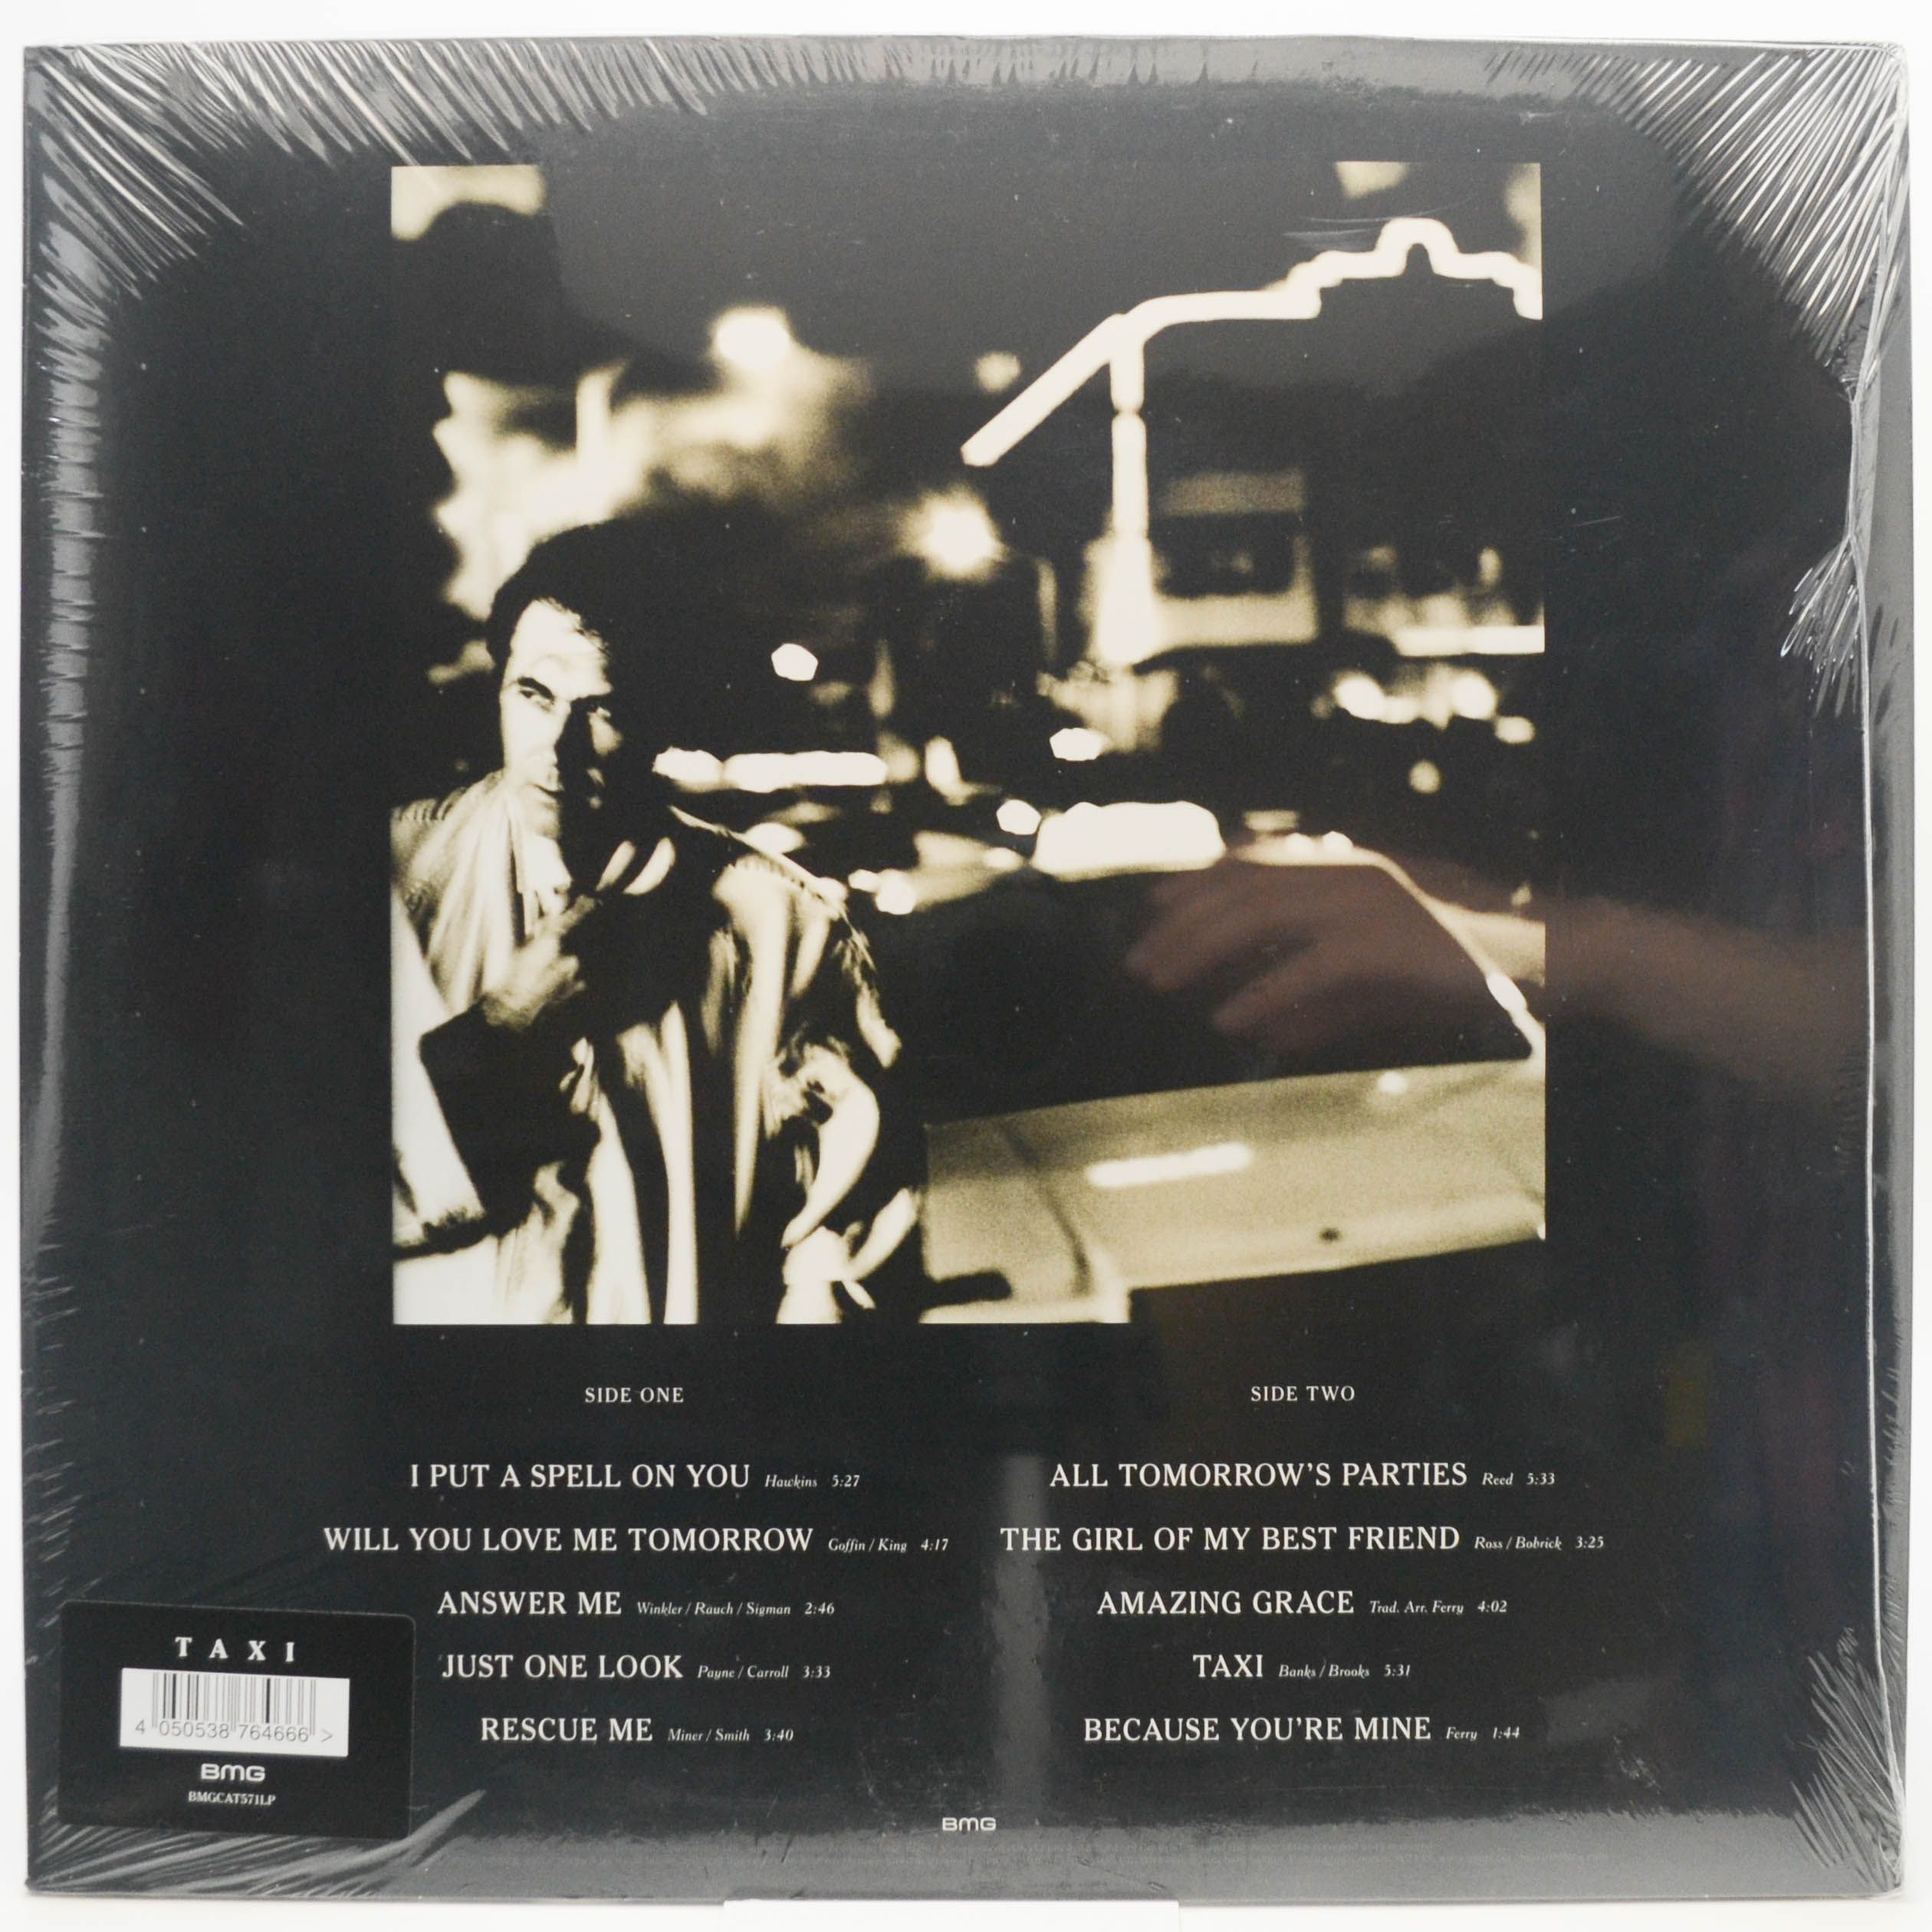 SIDE ONE
I PUT A SPELL ON YOU Hawkins 5:27
WILL YOU LOVE ME TOMORROW Goffin / King 4:17
ANSWER ME Winkler / Rauch / Sigman 2:46
JUST ONE LOOK Payne / Carroll 3:33
RESCUE ME Miner / Smith 3:40
SIDE TWO
ALL TOMORROW'S PARTIES Reed 5:33
THE GIRL OF MY BEST FRIEND Ross / Bobrick 3:25
AMAZING GRACE Trad. Arr. Ferry 4:02
TAXI Banks / Brooks 5:31
BECAUSE YOU'RE MINE Ferry 1:44
TAXI
4 050538 764666 >
BMG
BMGCAT571LP
BMG